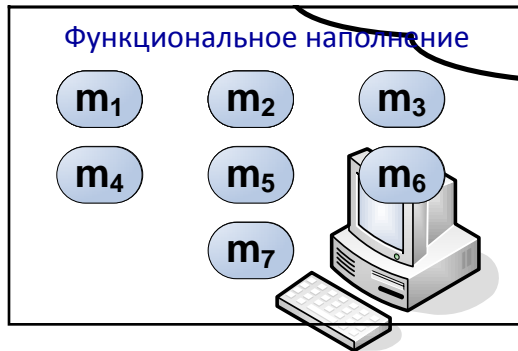 Функциональное наполнение
m₁ m₂ m₃
m₄ m₅ m₆
m₇